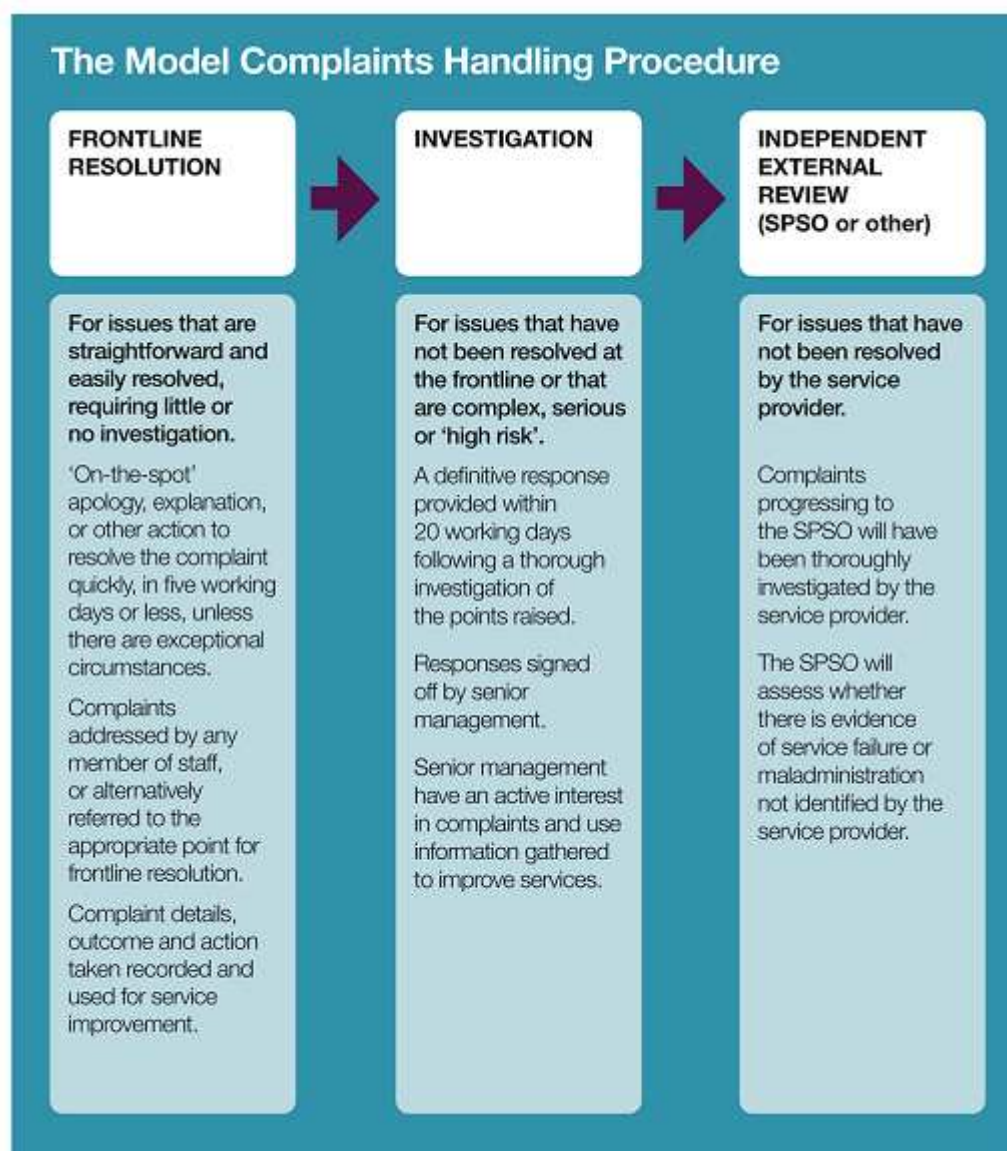 The Model Complaints Handling Procedure
FRONTLINE
RESOLUTION
For issues that are
straightforward and
easily resolved,
requiring little or
no investigation.
‘On-the-spot’
apology, explanation,
or other action to
resolve the complaint
quickly, in five working
days or less, unless
there are exceptional
circumstances.
Complaints
addressed by any
member of staff,
or alternatively
referred to the
appropriate point for
frontline resolution.
Complaint details,
outcome and action
taken recorded and
used for service
improvement.
INVESTIGATION
For issues that have
not been resolved at
the frontline or that
are complex, serious
or ‘high risk’.
A definitive response
provided within
20 working days
following a thorough
investigation of
the points raised.
Responses signed
off by senior
management.
Senior management
have an active interest
in complaints and use
information gathered
to improve services.
INDEPENDENT
EXTERNAL
REVIEW
(SPSO or other)
For issues that have
not been resolved
by the service
provider.
Complaints
progressing to
the SPSO will have
been thoroughly
investigated by the
service provider.
The SPSO will
assess whether
there is evidence
of service failure or
maladministration
not identified by the
service provider.